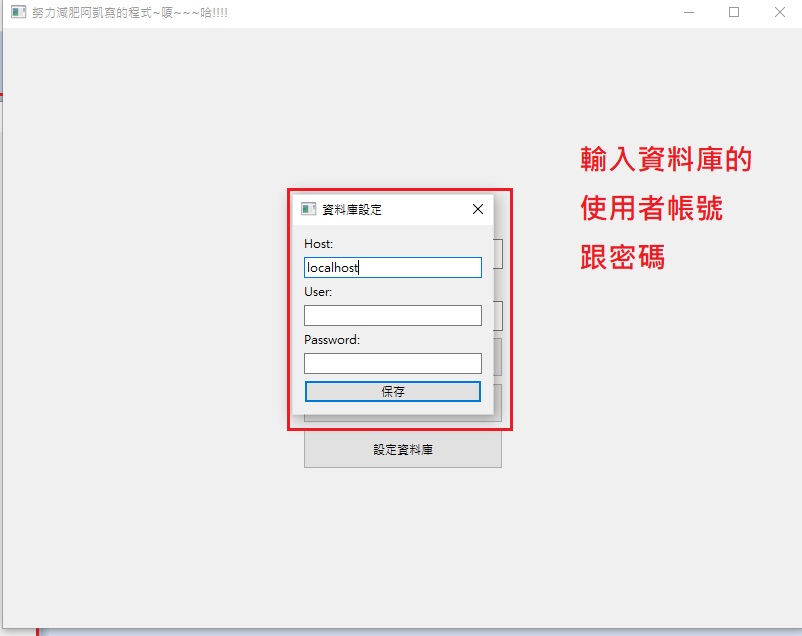 努力減肥阿凱寫的程式~嘖~~~哈!!!!
輸入資料庫的
使用者帳號
跟密碼
資料庫設定
Host:
localhost
User:
Password:
保存
設定資料庫